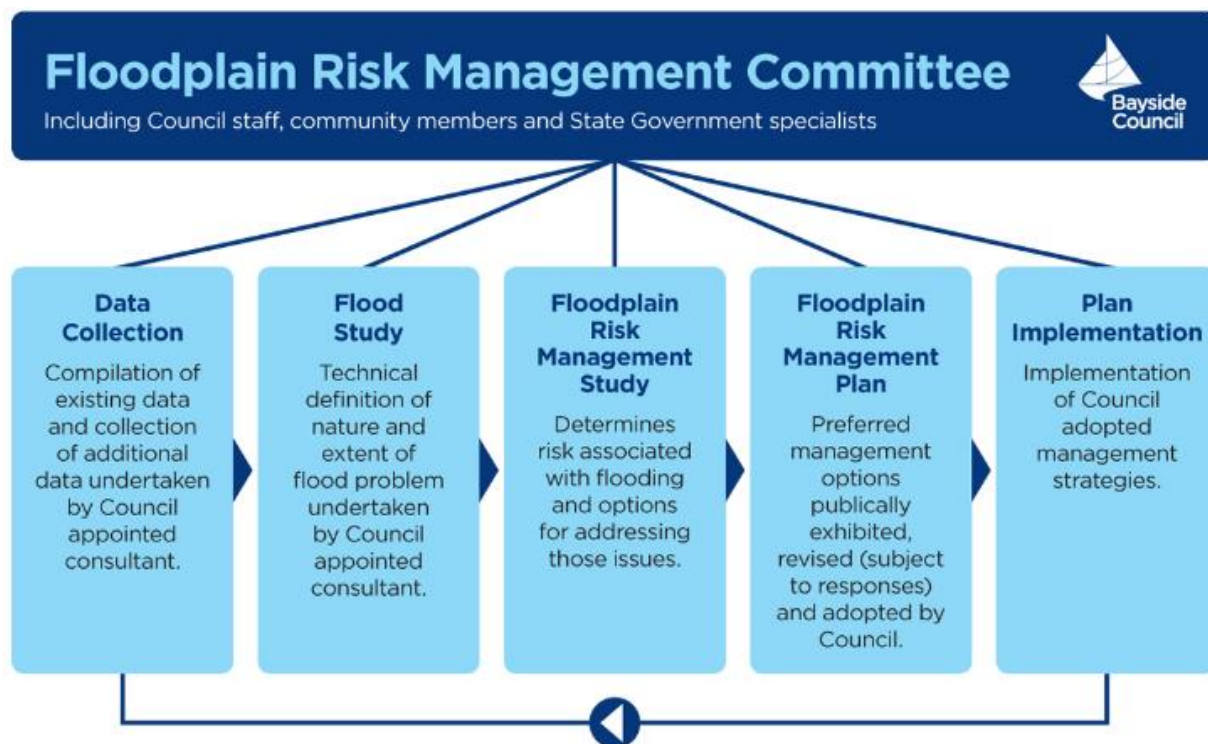 Floodplain Risk Management Committee
Including Council staff, community members and State Government specialists
Bayside
Council
Data
Collection
Compilation of
existing data
and collection
of additional
data undertaken
by Council
appointed
consultant.
Flood
Study
Technical
definition of
nature and
extent of
flood problem
undertaken
by Council
appointed
consultant.
Floodplain
Risk
Management
Study
Determines
risk associated
with flooding
and options
for addressing
those issues.
Floodplain
Risk
Management
Plan
Preferred
management
options
publically
exhibited,
revised (subject
to responses)
and adopted by
Council.
Plan
Implementation
Implementation
of Council
adopted
management
strategies.